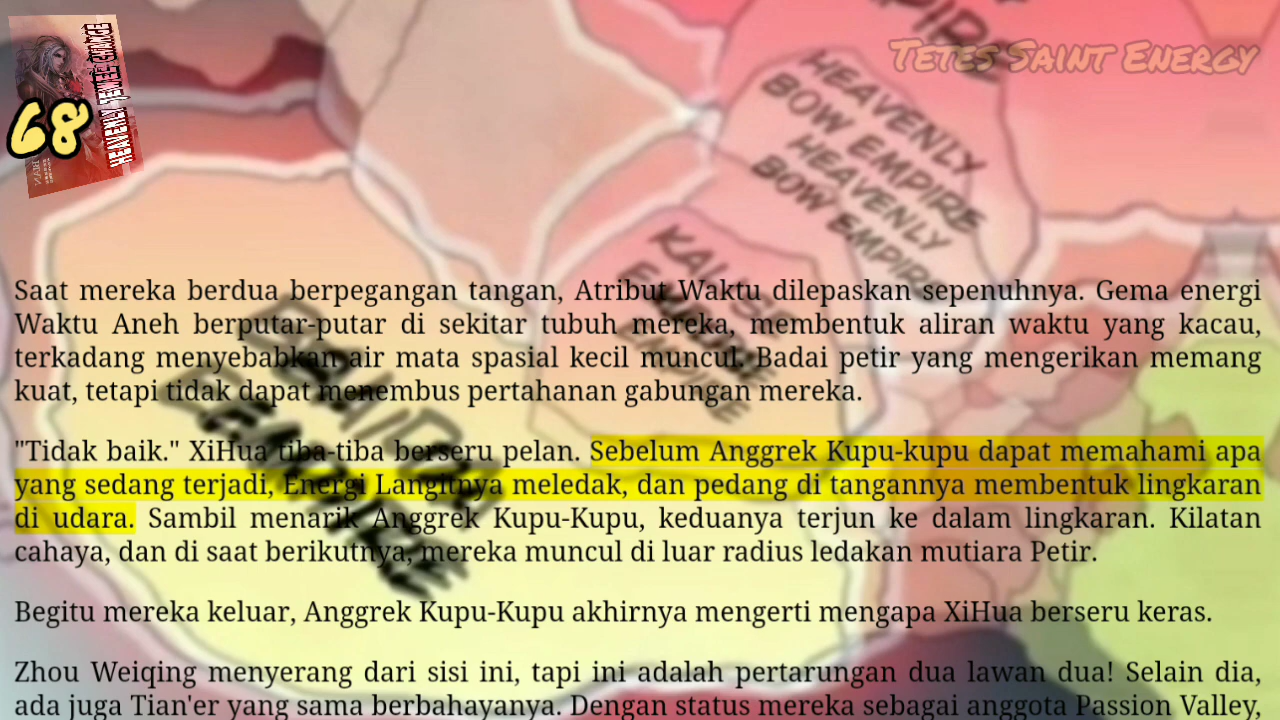 TETES SAINT ENERGY
HEAVENLY JEWEL CHANGE
68
EMPIRE
HEAVENLY
BOW EMPIRE
HEAVENLY
BOW EMPIRE
Saat mereka berdua berpegangan tangan, Atribut Waktu dilepaskan sepenuhnya. Gema energi
Waktu Aneh berputar-putar di sekitar tubuh mereka, membentuk aliran waktu yang kacau,
terkadang menyebabkan air mata spasial kecil muncul. Badai petir yang mengerikan memang
kuat, tetapi tidak dapat menembus pertahanan gabungan mereka.
"Tidak baik." XiHua tiba-tiba berseru pelan. Sebelum Anggrek Kupu-kupu dapat memahami apa
yang sedang terjadi, Energi Langitnya meledak, dan pedang di tangannya membentuk lingkaran
di udara. Sambil menarik Anggrek Kupu-Kupu, keduanya terjun ke dalam lingkaran. Kilatan
cahaya, dan di saat berikutnya, mereka muncul di luar radius ledakan mutiara Petir.
Begitu mereka keluar, Anggrek Kupu-Kupu akhirnya mengerti mengapa XiHua berseru keras.
Zhou Weiqing menyerang dari sisi ini, tapi ini adalah pertarungan dua lawan dua! Selain dia,
ada juga Tian'er yang sama berbahayanya. Dengan status mereka sebagai anggota Passion Valley,